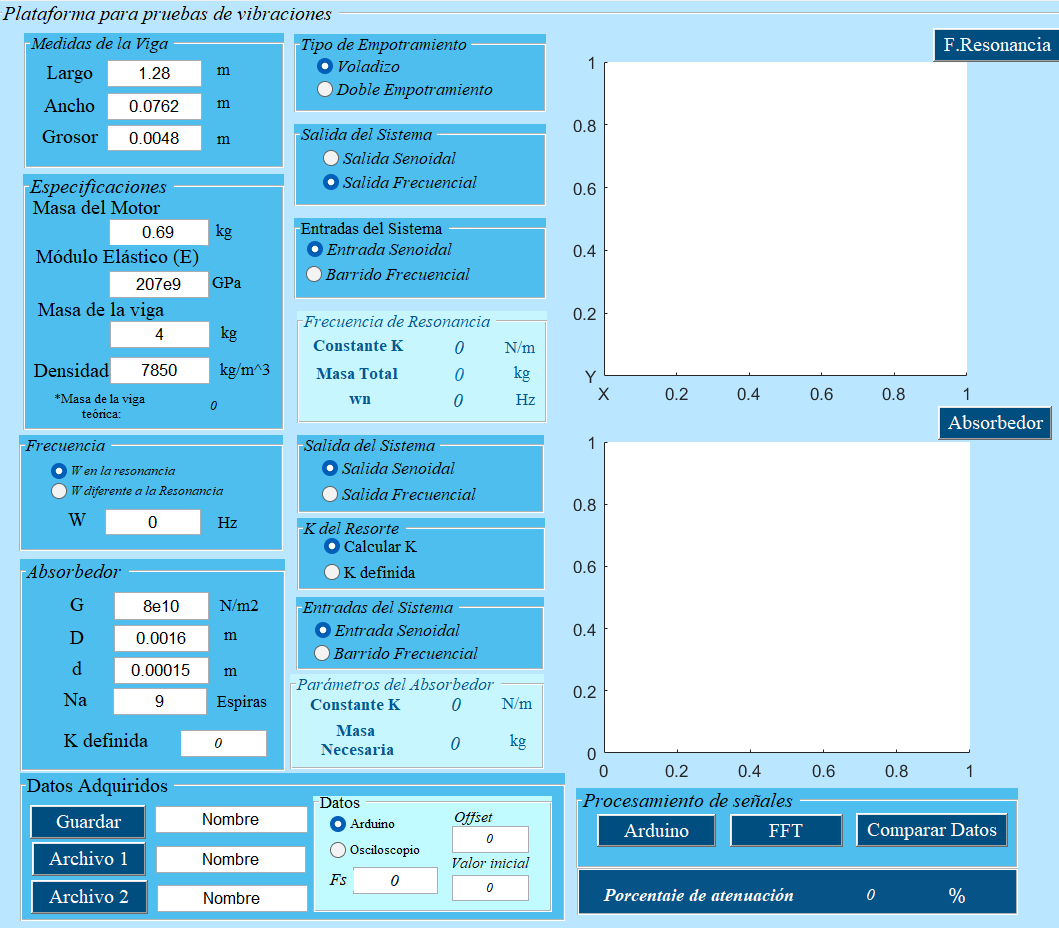 Plataforma para pruebas de vibraciones
Medidas de la Viga
Largo 1.28 m
Ancho 0.0762 m
Grosor 0.0048 m
Especificaciones
Masa del Motor
0.69 kg
Módulo Elástico (E)
207e9 GPa
Masa de la viga
4 kg
Densidad 7850 kg/m^3
*Masa de la viga
teórica: 0
Frecuencia
W en la resonancia
W diferente a la Resonancia
W 0 Hz
Absorbedor
G 8e10 N/m2
D 0.0016 m
d 0.00015 m
Na 9 Espiras
K definida 0
Tipo de Empotramiento
Voladizo
Doble Empotramiento
Salida del Sistema
Salida Senoidal
Salida Frecuencial
Entradas del Sistema
Entrada Senoidal
Barrido Frecuencial
Frecuencia de Resonancia
Constante K 0 N/m
Masa Total 0 kg
wn 0 Hz
Salida del Sistema
Salida Senoidal
Salida Frecuencial
K del Resorte
Calcular K
K definida
Entradas del Sistema
Entrada Senoidal
Barrido Frecuencial
Parámetros del Absorbedor
Constante K 0 N/m
Masa
Necesaria 0 kg
F.Resonancia
1
0.8
0.6
0.4
0.2
Y
X 0.2 0.4 0.6 0.8 1
Absorbedor
1
0.8
0.6
0.4
0.2
0
0 0.2 0.4 0.6 0.8 1
Datos Adquiridos
Guardar Nombre
Archivo 1 Nombre
Archivo 2 Nombre
Datos
Arduino
Osciloscopio
Fs 0
Offset
0
Valor inicial
0
Procesamiento de señales
Arduino FFT Comparar Datos
Porcentaje de atenuación 0 %